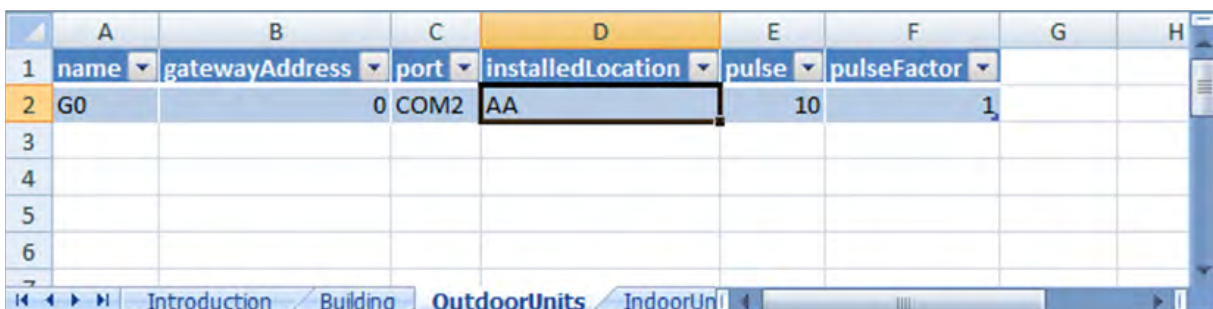 A B C D E F G H
1 name gatewayAddress port installedLocation pulse pulseFactor
2 G0 0 COM2 AA 10 1
3
4
5
6
7
Introduction Building OutdoorUnits IndoorUn